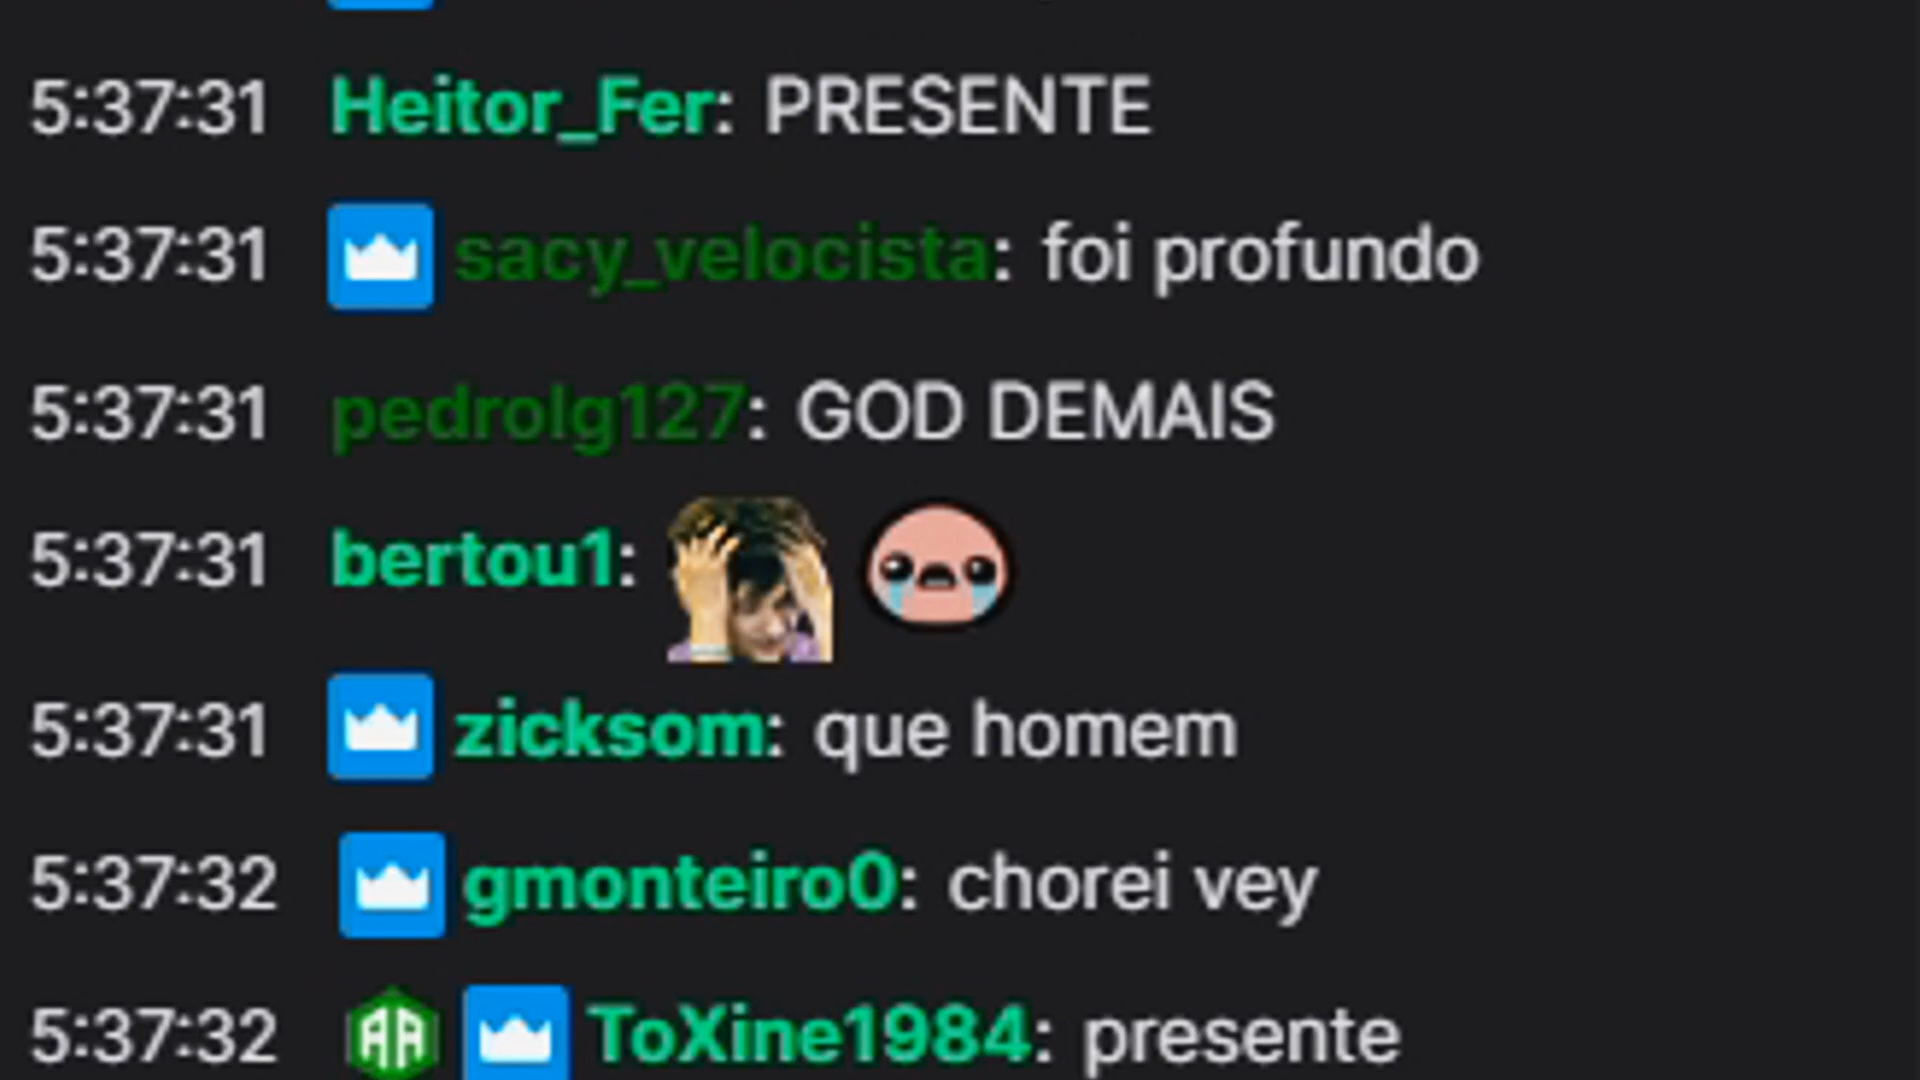 5:37:31 Heitor_Fer: PRESENTE
5:37:31 sacy_velocista: foi profundo
5:37:31 pedrolg127: GOD DEMAIS
5:37:31 bertou1:
5:37:31 zicksom: que homem
5:37:32 gmonteiro0: chorei vey
5:37:32 AA ToXine1984: presente